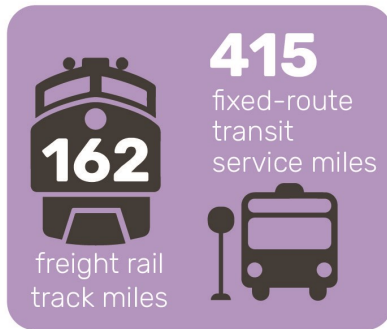 162
freight rail
track miles
415
fixed-route
transit
service miles